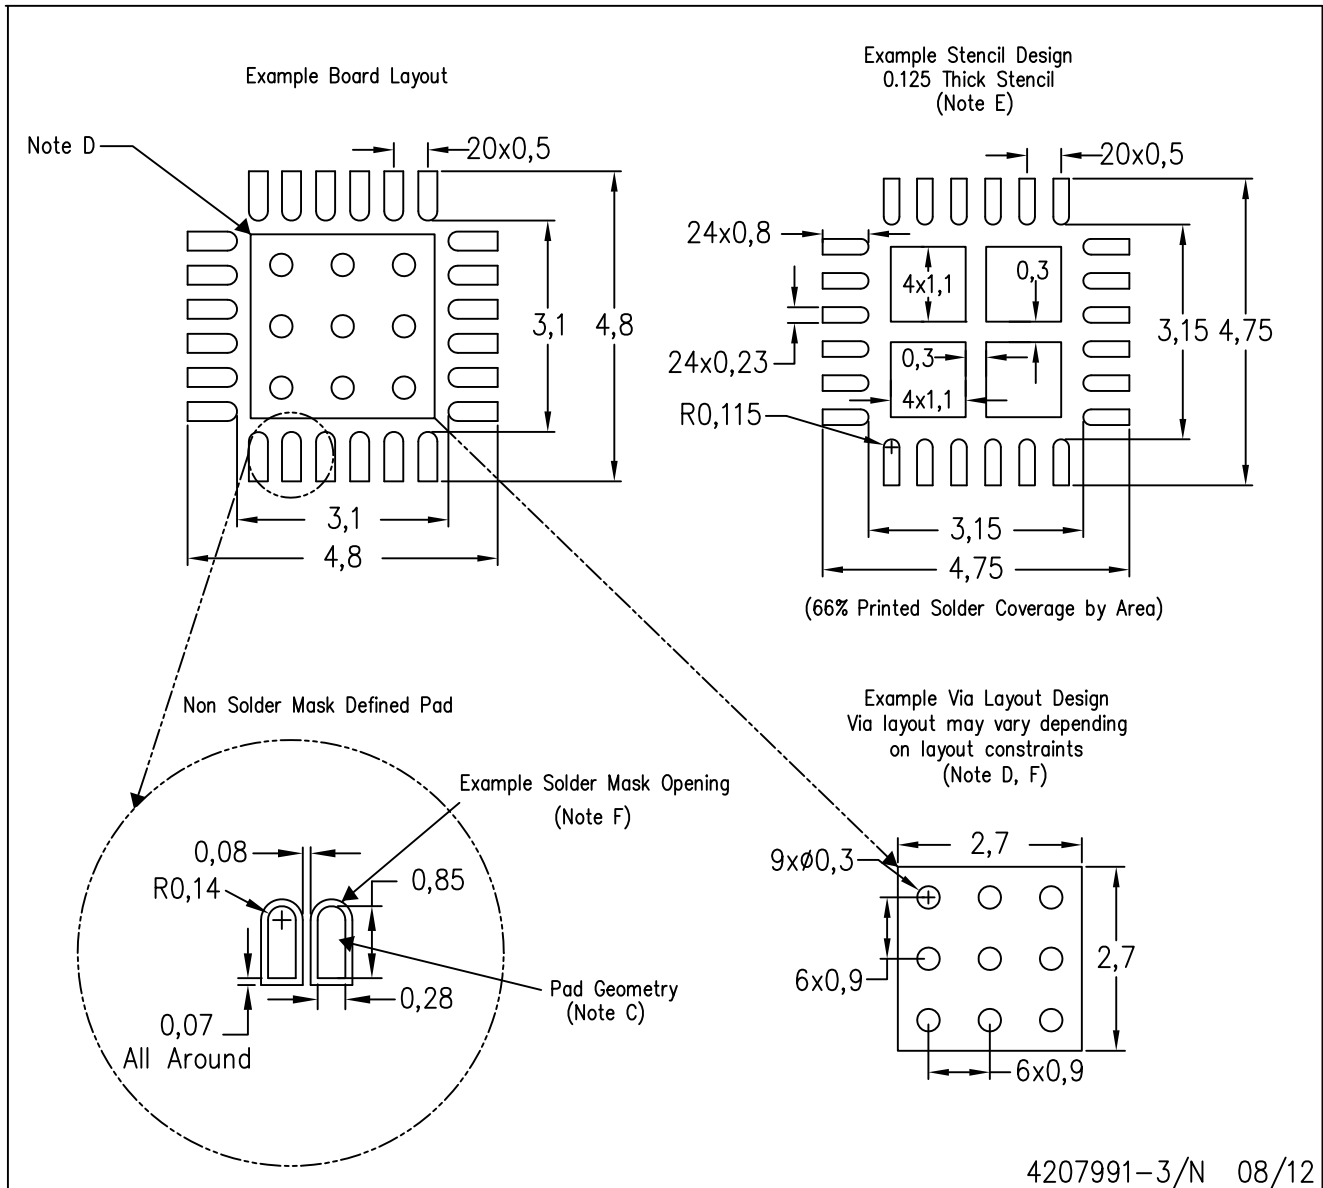 Example Board Layout
Note D
20x0,5
3,1
4,8
3,1
4,8
Example Stencil Design
0.125 Thick Stencil
(Note E)
20x0,5
24x0,8
4x1,1
0,3
3,15
4,75
24x0,23
0,3
4x1,1
R0,115
3,15
4,75
(66% Printed Solder Coverage by Area)
Non Solder Mask Defined Pad
Example Solder Mask Opening
(Note F)
0,08
R0,14
0,85
0,28
Pad Geometry
(Note C)
0,07
All Around
Example Via Layout Design
Via layout may vary depending
on layout constraints
(Note D, F)
2,7
9xø0,3
2,7
6x0,9
6x0,9
4207991-3/N 08/12